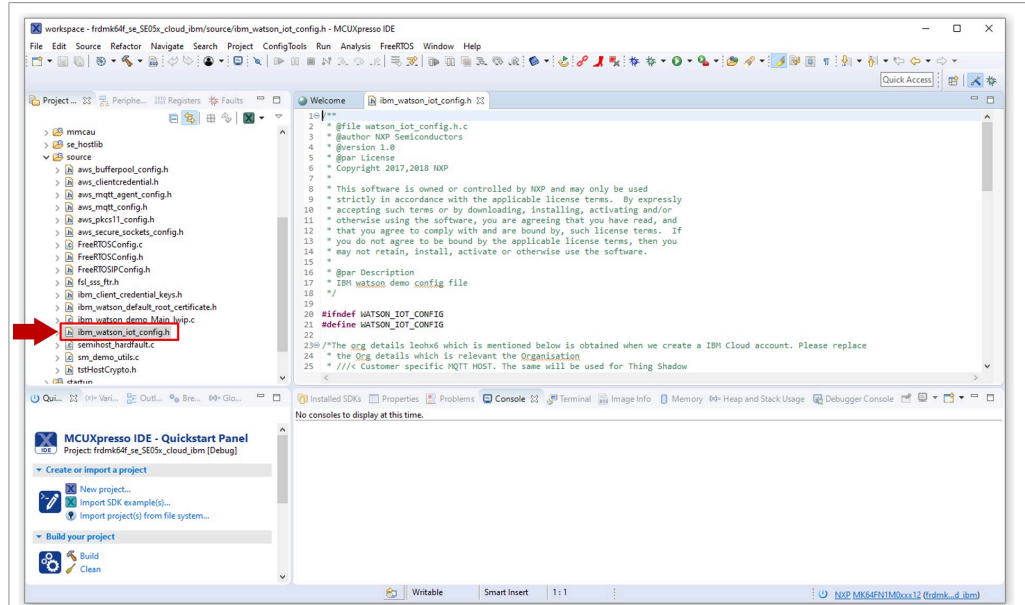 workspace - frdmk64f_se_SE05x_cloud_ibm/source/ibm_watson_iot_config.h - MCUXpresso IDE
File Edit Source Refactor Navigate Search Project ConfigTools Run Analysis FreeRTOS Window Help
Quick Access
Project ... Periphe... Registers Faults
Welcome ibm_watson_iot_config.h
mmcau
se_hostlib
source
aws_bufferpool_config.h
aws_clientcredential.h
aws_mqtt_agent_config.h
aws_mqtt_config.h
aws_pkcs11_config.h
aws_secure_sockets_config.h
FreeRTOSConfig.c
FreeRTOSConfig.h
FreeRTOSIPConfig.h
fsl_sss_ftr.h
ibm_client_credential_keys.h
ibm_watson_default_root_certificate.h
ibm_watson_demo_Main_lwip.c
ibm_watson_iot_config.h
semihost_hardfault.c
sm_demo_utils.c
tstHostCrypto.h
startup
1 /**
2 * @file watson_iot_config.h.c
3 * @author NXP Semiconductors
4 * @version 1.0
5 * @par License
6 * Copyright 2017,2018 NXP
7 *
8 * This software is owned or controlled by NXP and may only be used
9 * strictly in accordance with the applicable license terms. By expressly
10 * accepting such terms or by downloading, installing, activating and/or
11 * otherwise using the software, you are agreeing that you have read, and
12 * that you agree to comply with and are bound by, such license terms. If
13 * you do not agree to be bound by the applicable license terms, then you
14 * may not retain, install, activate or otherwise use the software.
15 *
16 * @par Description
17 * IBM watson demo config file
18 */
19
20 #ifndef WATSON_IOT_CONFIG
21 #define WATSON_IOT_CONFIG
22
23 /*The org details leohx6 which is mentioned below is obtained when we create a IBM Cloud account. Please replace
24 * the Org details which is relevant the Organisation
25 * ///< Customer specific MQTT HOST. The same will be used for Thing Shadow
Qui... Vari... Outl... Bre... Glo...
Installed SDKs Properties Problems Console Terminal Image Info Memory Heap and Stack Usage Debugger Console
No consoles to display at this time.
IDE
MCUXpresso IDE - Quickstart Panel
Project: frdmk64f_se_SE05x_cloud_ibm [Debug]
Create or import a project
New project...
Import SDK example(s)...
Import project(s) from file system...
Build your project
Build
Clean
Writable Smart Insert 1 : 1 NXP MK64FN1M0xxx12 (frdmk...d_ibm)